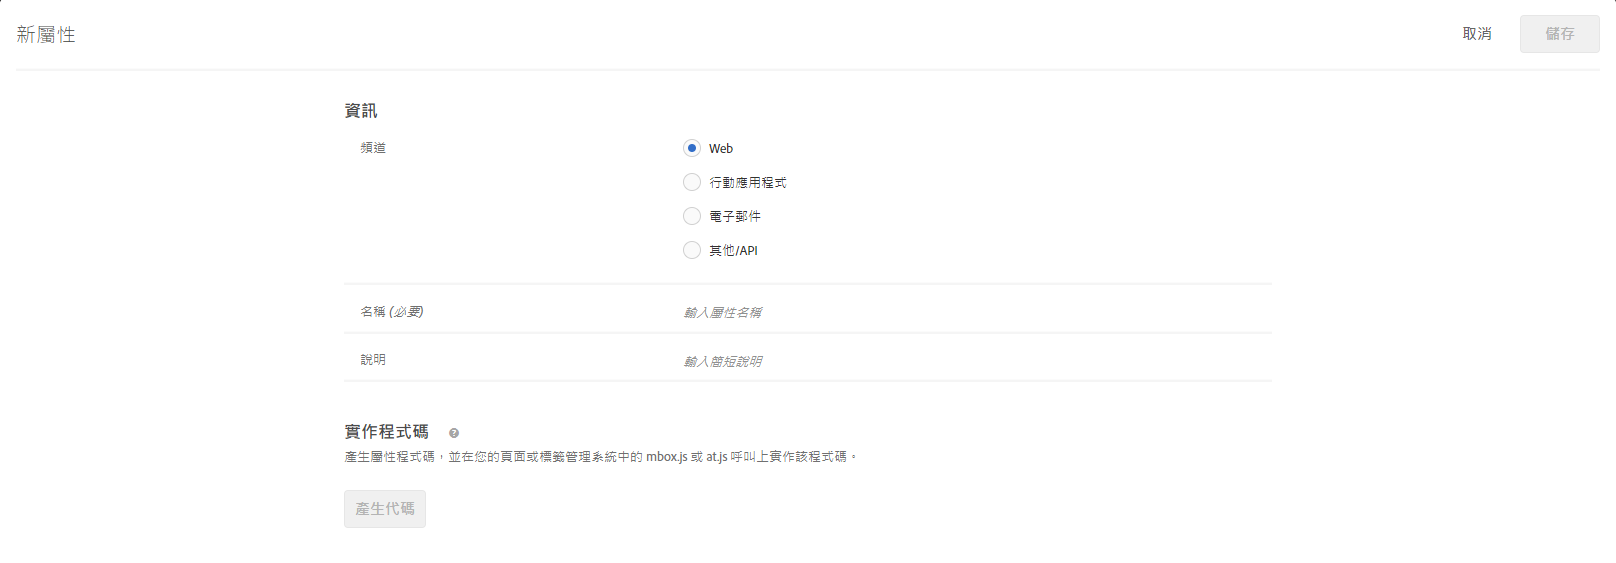 新屬性
取消
儲存
資訊
頻道
Web
行動應用程式
電子郵件
其他/API
名稱 (必要)
輸入屬性名稱
說明
輸入簡短說明
實作程式碼
產生屬性程式碼，並在您的頁面或標籤管理系統中的 mbox.js 或 at.js 呼叫上實作該程式碼。
產生代碼